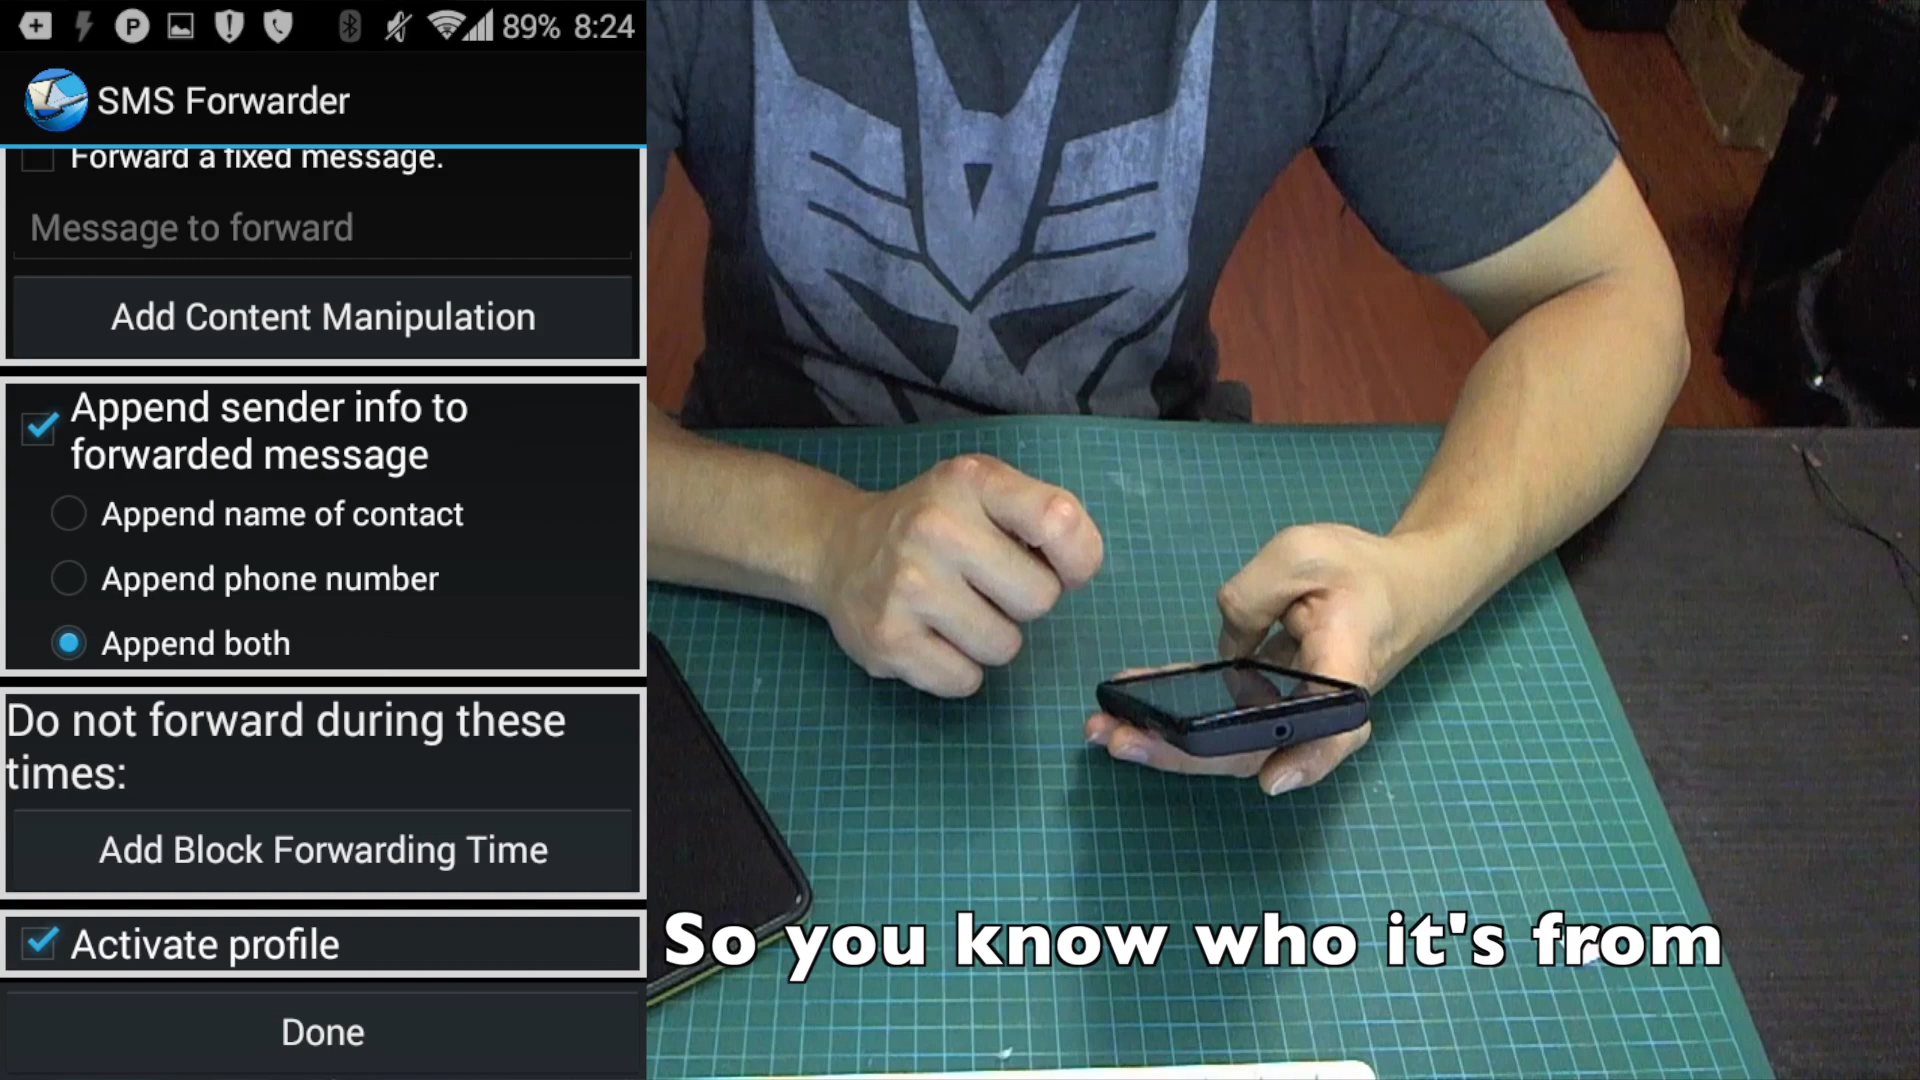 89% 8:24
SMS Forwarder
Forward a fixed message.
Message to forward
Add Content Manipulation
Append sender info to
forwarded message
Append name of contact
Append phone number
Append both
Do not forward during these
times:
Add Block Forwarding Time
Activate profile
Done
So you know who it's from